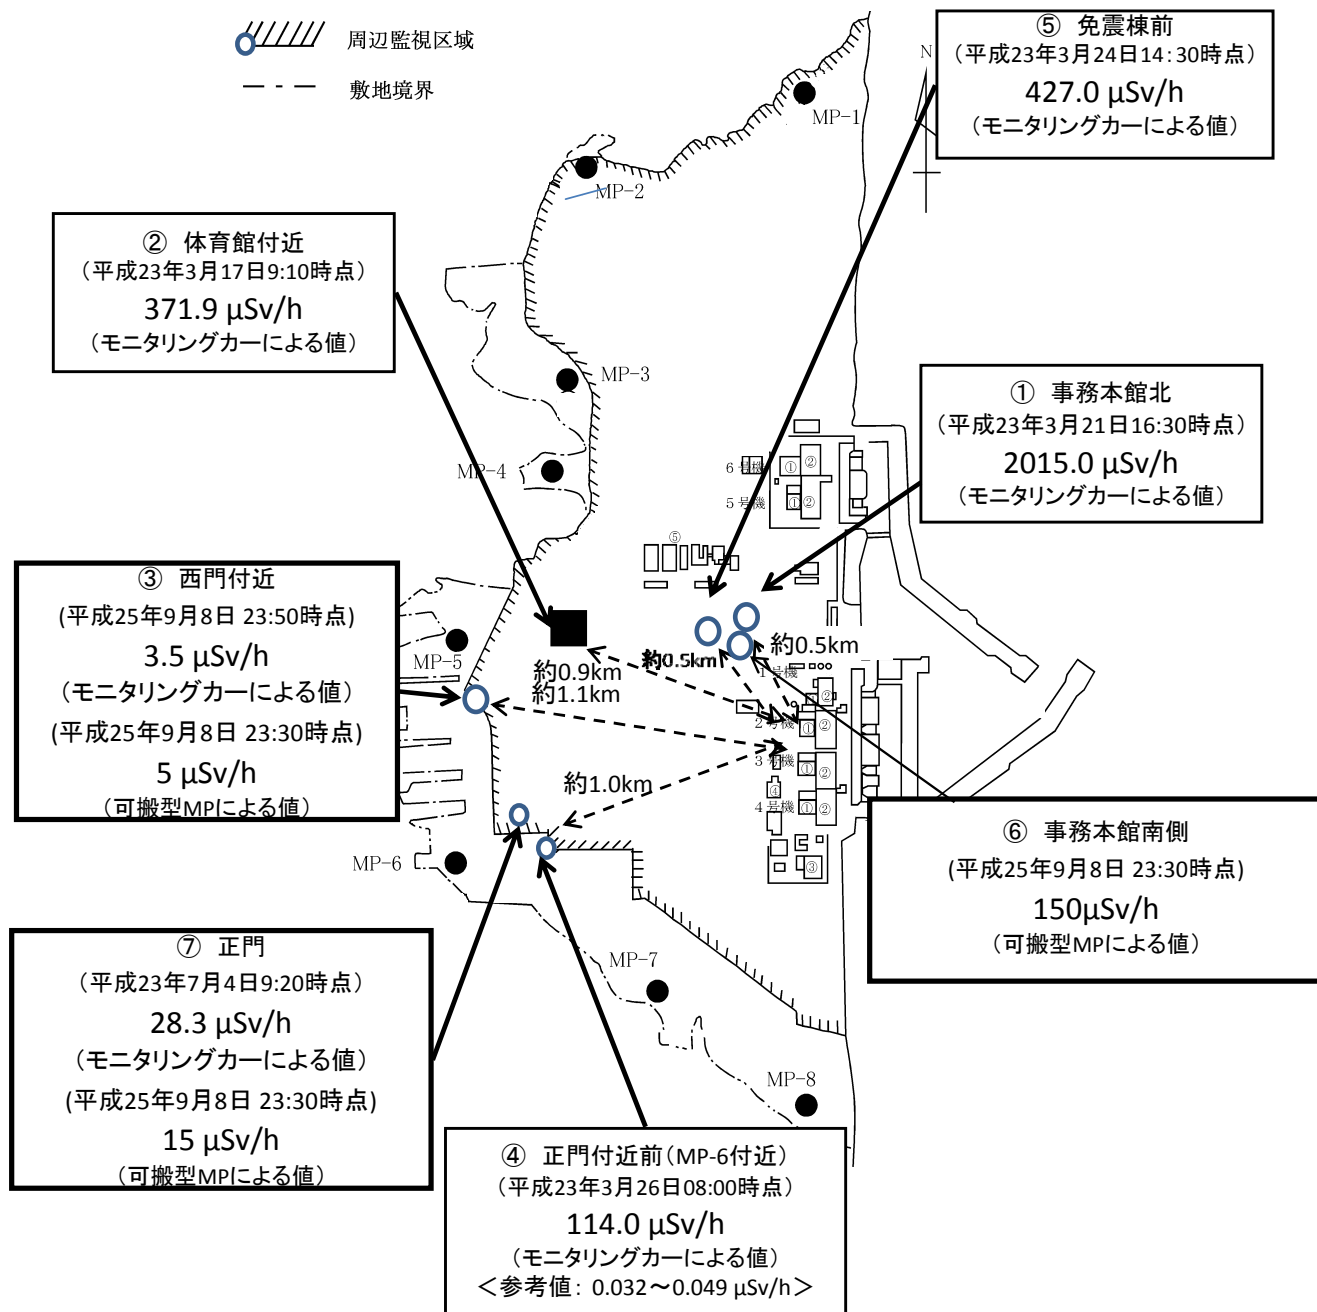 周辺監視区域
敷地境界
⑤ 免震棟前
（平成23年3月24日14:30時点）
427.0 μSv/h
（モニタリングカーによる値）
N
MP-1
MP-2
② 体育館付近
（平成23年3月17日9:10時点）
371.9 μSv/h
（モニタリングカーによる値）
MP-3
① 事務本館北
（平成23年3月21日16:30時点）
2015.0 μSv/h
（モニタリングカーによる値）
MP-4
6号機
①
②
5号機
①
②
⑤
③ 西門付近
(平成25年9月8日 23:50時点)
3.5 μSv/h
（モニタリングカーによる値）
(平成25年9月8日 23:30時点)
5 μSv/h
（可搬型MPによる値）
MP-5
約0.9km
約1.1km
約0.5km
約0.5km
1号機
②
2号機
①
②
3号機
①
②
約1.0km
④
4号機
①
②
③
MP-6
⑥ 事務本館南側
(平成25年9月8日 23:30時点)
150μSv/h
（可搬型MPによる値）
⑦ 正門
（平成23年7月4日9:20時点）
28.3 μSv/h
（モニタリングカーによる値）
(平成25年9月8日 23:30時点)
15 μSv/h
（可搬型MPによる値）
MP-7
MP-8
④ 正門付近前（MP-6付近）
（平成23年3月26日08:00時点）
114.0 μSv/h
（モニタリングカーによる値）
＜参考値: 0.032～0.049 μSv/h＞